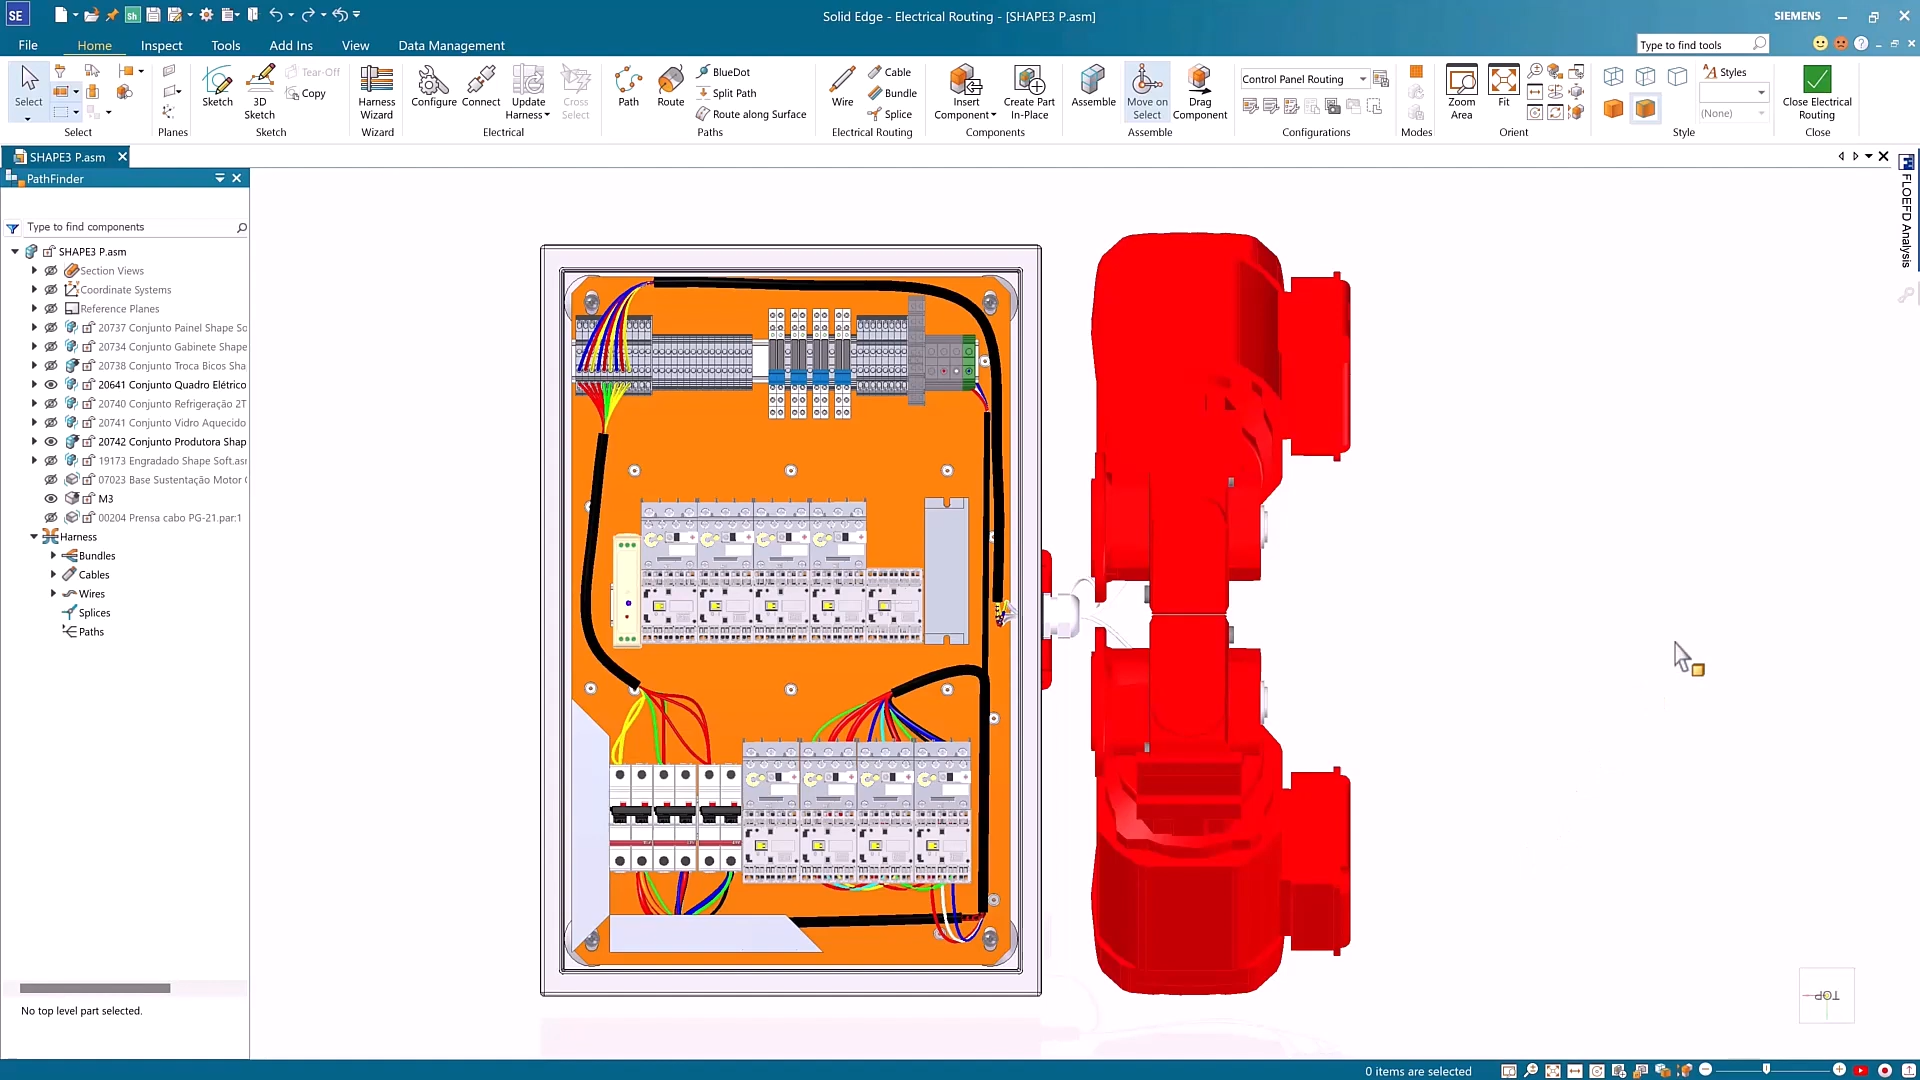 SE
sh
Solid Edge - Electrical Routing - [SHAPE3 P.asm]
SIEMENS
File
Home
Inspect
Tools
Add Ins
View
Data Management
Type to find tools
Select
Select
Planes
Sketch
3D
Sketch
Tear-Off
Copy
Sketch
Harness
Wizard
Wizard
Configure
Connect
Update
Harness
Cross
Select
Electrical
Path
Route
BlueDot
Split Path
Route along Surface
Paths
Wire
Cable
Bundle
Splice
Electrical Routing
Insert
Component
Create Part
In-Place
Components
Assemble
Move on
Select
Drag
Component
Assemble
Control Panel Routing
Configurations
Modes
Zoom
Area
Fit
Orient
Styles
(None)
Style
Close Electrical
Routing
Close
SHAPE3 P.asm
PathFinder
Type to find components
SHAPE3 P.asm
Section Views
Coordinate Systems
Reference Planes
20737 Conjunto Painel Shape So
20734 Conjunto Gabinete Shape
20738 Conjunto Troca Bicos Sha
20641 Conjunto Quadro Elétrico
20740 Conjunto Refrigeração 2T
20741 Conjunto Vidro Aquecido
20742 Conjunto Produtora Shap
19173 Engradado Shape Soft.asm
07023 Base Sustentação Motor
M3
00204 Prensa cabo PG-21.par:1
Harness
Bundles
Cables
Wires
Splices
Paths
No top level part selected.
FLOEFD Analysis
TOP
0 items are selected